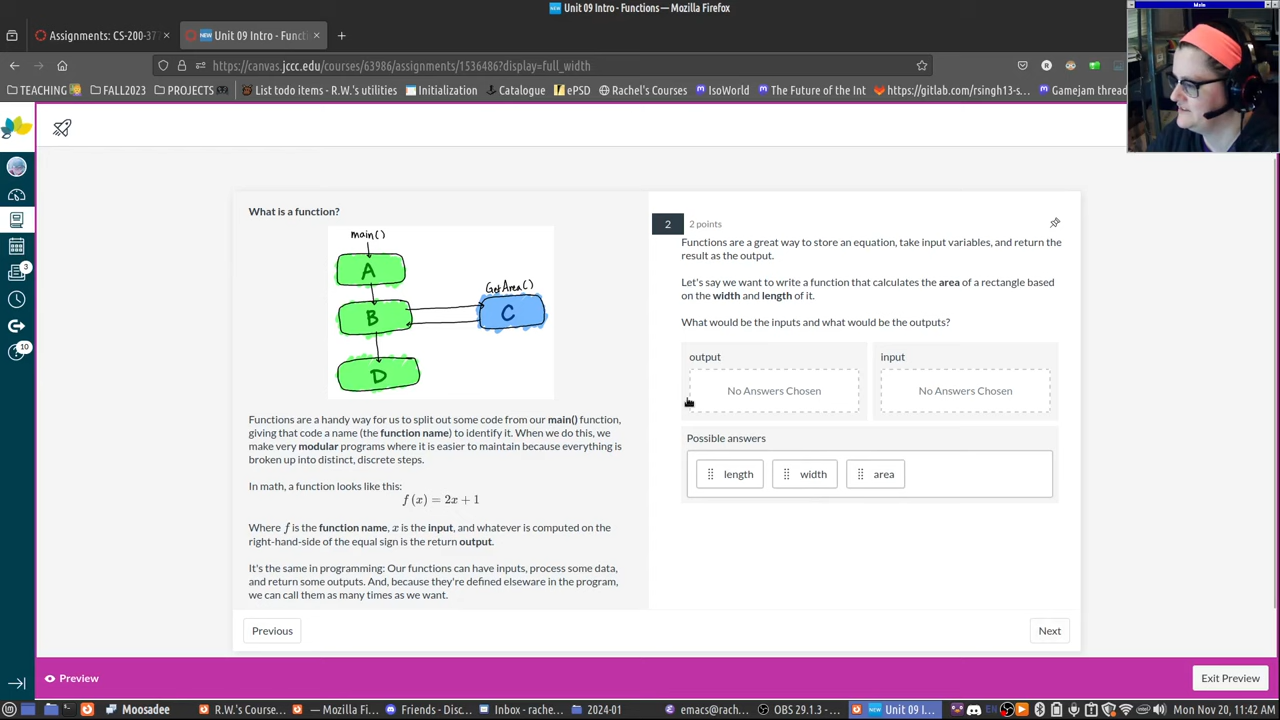 Unit 09 Intro - Functions — Mozilla Firefox
Mole
Assignments: CS-200-37
Unit 09 Intro - Functi
https://canvas.jccc.edu/courses/63986/assignments/1536486?display=full_width
TEACHING
FALL2023
PROJECTS
List todo items - R.W.'s utilities
Initialization
Catalogue
ePSD
Rachel's Courses
IsoWorld
The Future of the Int
https://gitlab.com/rsingh13-s…
Gamejam thread
What is a function?
main()
A
B
GetArea()
C
D
Functions are a handy way for us to split out some code from our main() function,
giving that code a name (the function name) to identify it. When we do this, we
make very modular programs where it is easier to maintain because everything is
broken up into distinct, discrete steps.
In math, a function looks like this:
f (x) = 2x + 1
Where f is the function name, x is the input, and whatever is computed on the
right-hand-side of the equal sign is the return output.
It's the same in programming: Our functions can have inputs, process some data,
and return some outputs. And, because they're defined elseware in the program,
we can call them as many times as we want.
2
2 points
Functions are a great way to store an equation, take input variables, and return the
result as the output.
Let's say we want to write a function that calculates the area of a rectangle based
on the width and length of it.
What would be the inputs and what would be the outputs?
output
input
No Answers Chosen
No Answers Chosen
Possible answers
length
width
area
Previous
Next
3
10
Preview
Exit Preview
Moosadee
R.W.'s Course…
— Mozilla Firef…
Friends - Disc…
Inbox - rache…
2024-01
emacs@rach…
OBS 29.1.3 -…
Unit 09 I…
Mon Nov 20, 11:42 AM